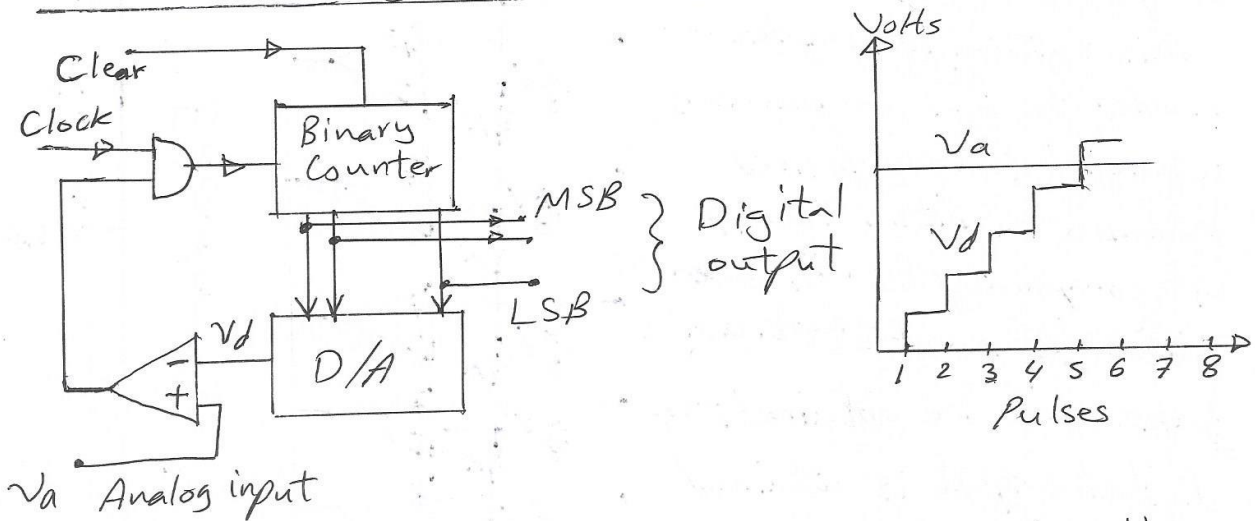 Clear
Clock
Binary
Counter
MSB
Digital
output
LSB
Vd
D/A
-
+
Va Analog input
Volts
Va
Vd
1 2 3 4 5 6 7 8
Pulses